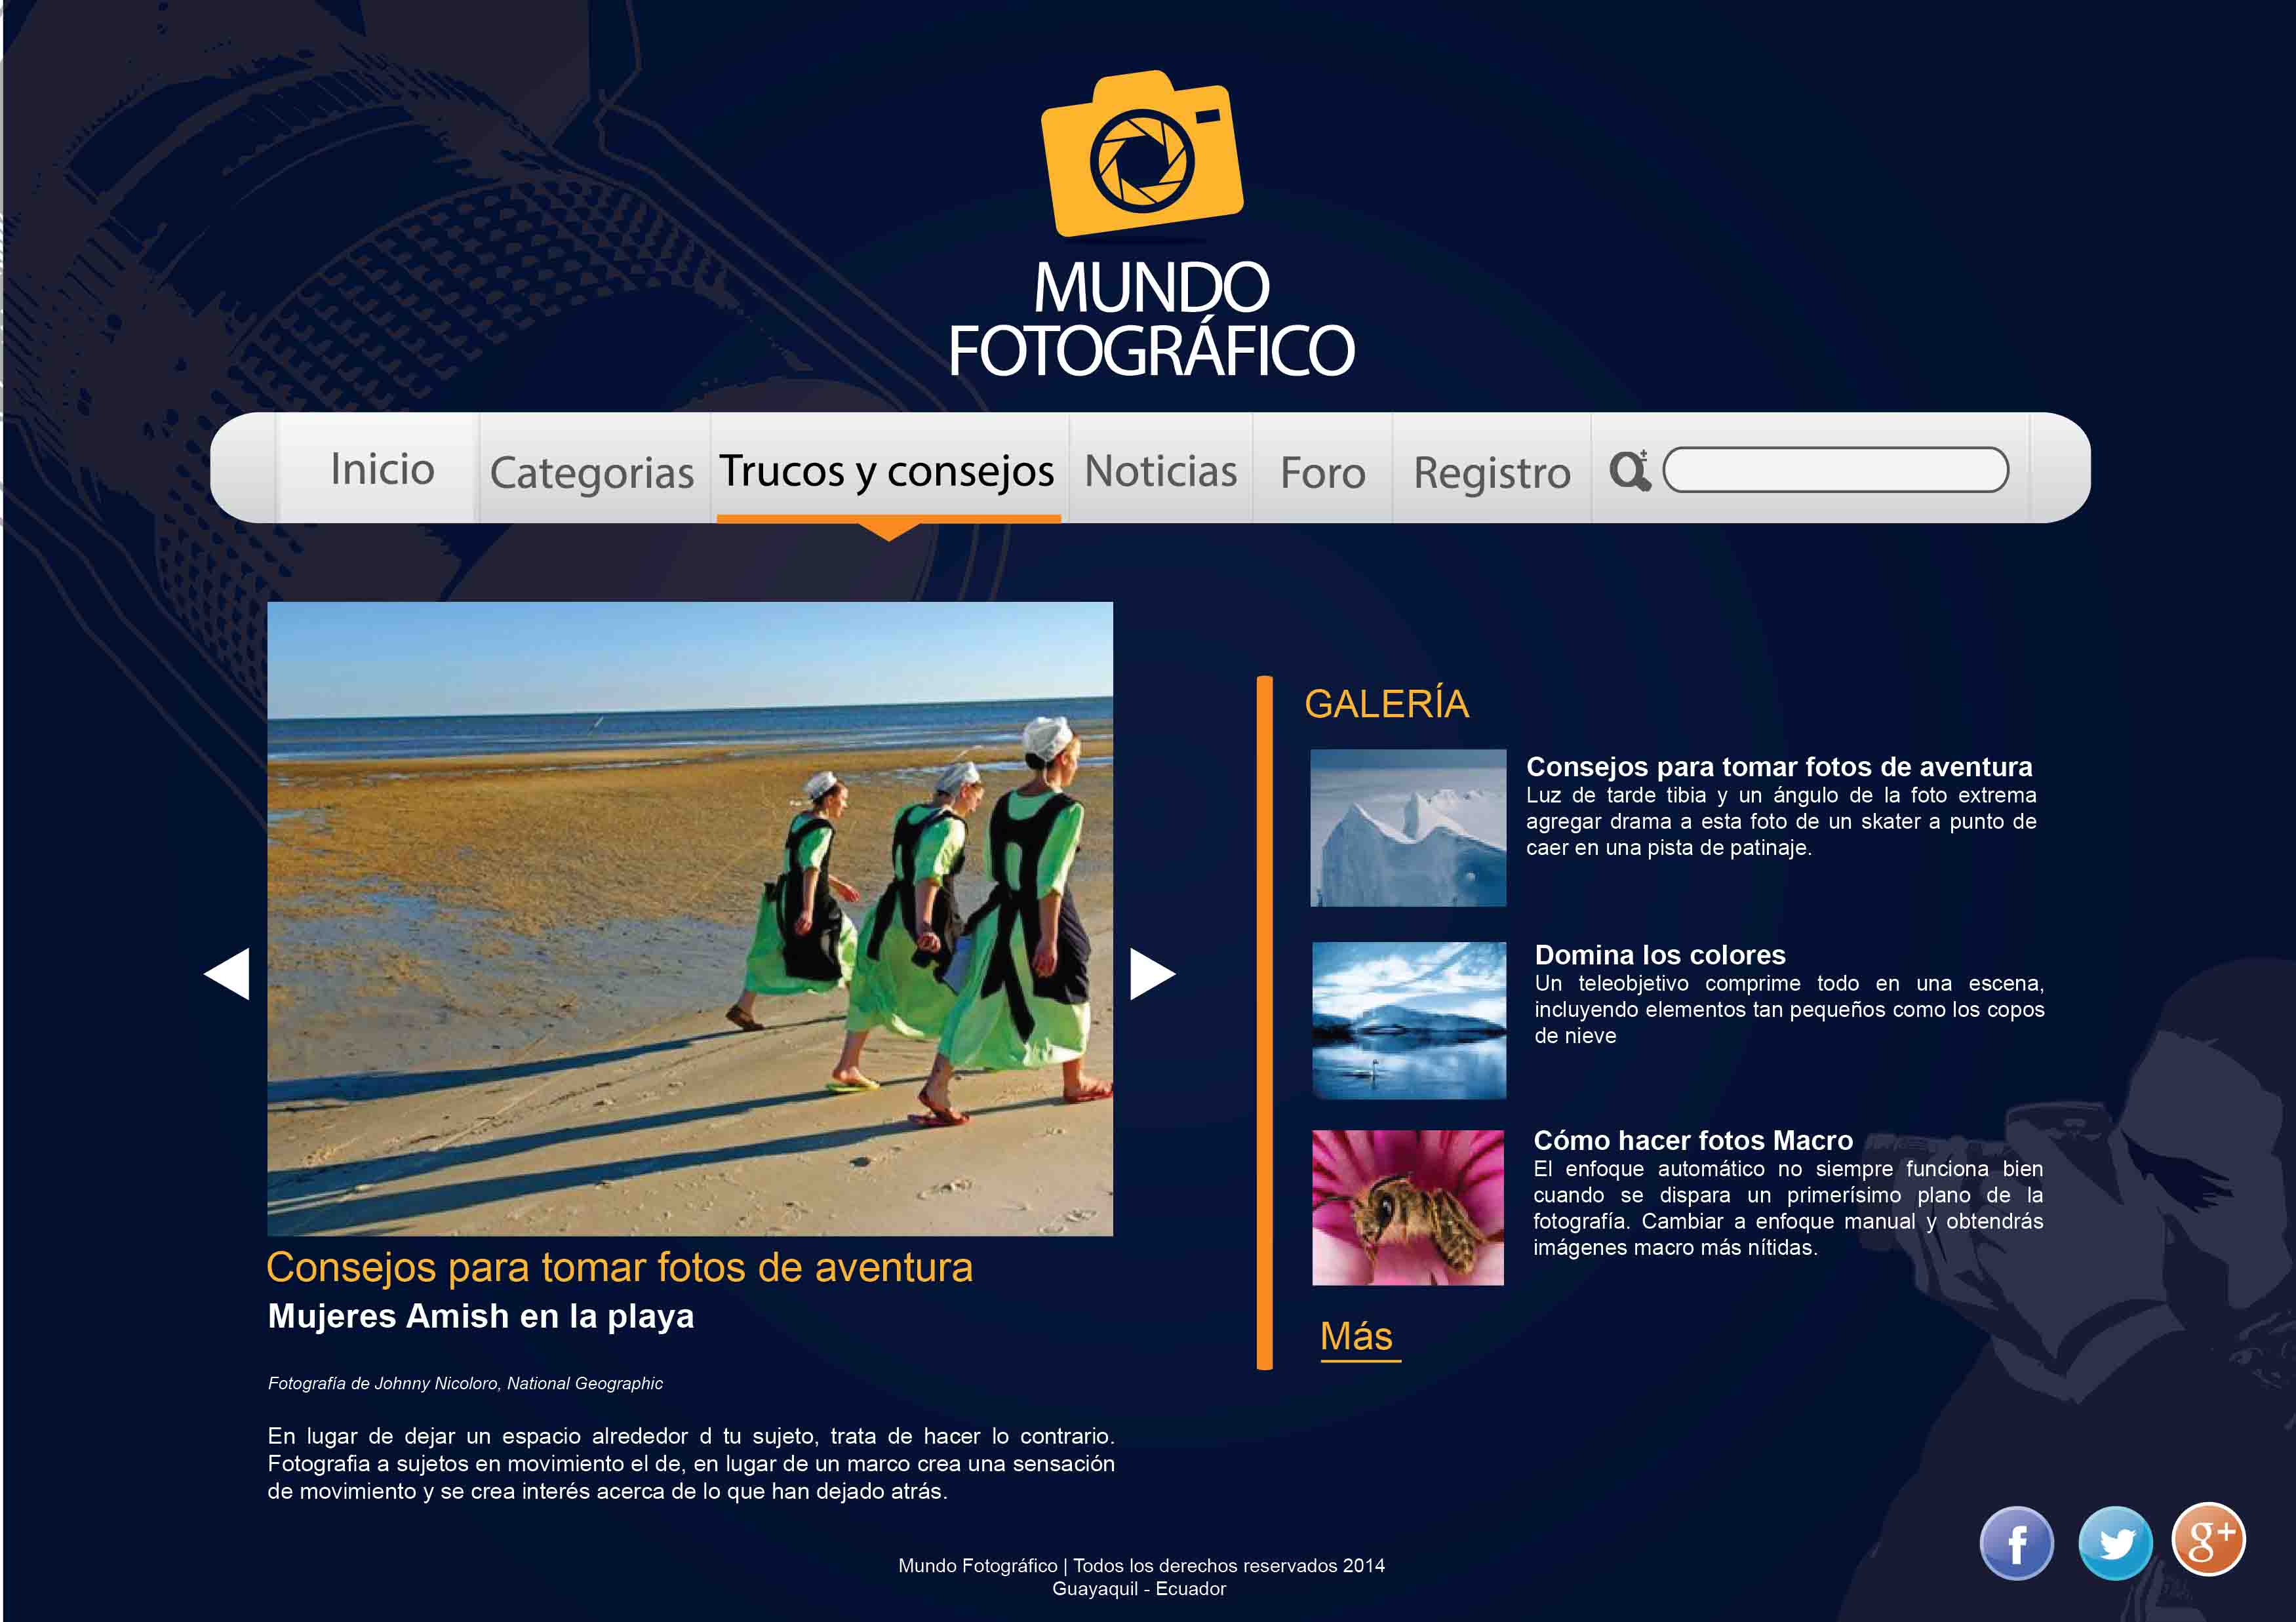 MUNDO
FOTOGRÁFICO
Inicio
Categorias
Trucos y consejos
Noticias
Foro
Registro
GALERÍA
Consejos para tomar fotos de aventura
Luz de tarde tibia y un ángulo de la foto extrema
agregar drama a esta foto de un skater a punto de
caer en una pista de patinaje.
Domina los colores
Un teleobjetivo comprime todo en una escena,
incluyendo elementos tan pequeños como los copos
de nieve
Cómo hacer fotos Macro
El enfoque automático no siempre funciona bien
cuando se dispara un primerísimo plano de la
fotografía. Cambiar a enfoque manual y obtendrás
imágenes macro más nítidas.
Más
Consejos para tomar fotos de aventura
Mujeres Amish en la playa
Fotografía de Johnny Nicoloro, National Geographic
En lugar de dejar un espacio alrededor d tu sujeto, trata de hacer lo contrario.
Fotografia a sujetos en movimiento el de, en lugar de un marco crea una sensación
de movimiento y se crea interés acerca de lo que han dejado atrás.
Mundo Fotográfico | Todos los derechos reservados 2014
Guayaquil - Ecuador
f
g+